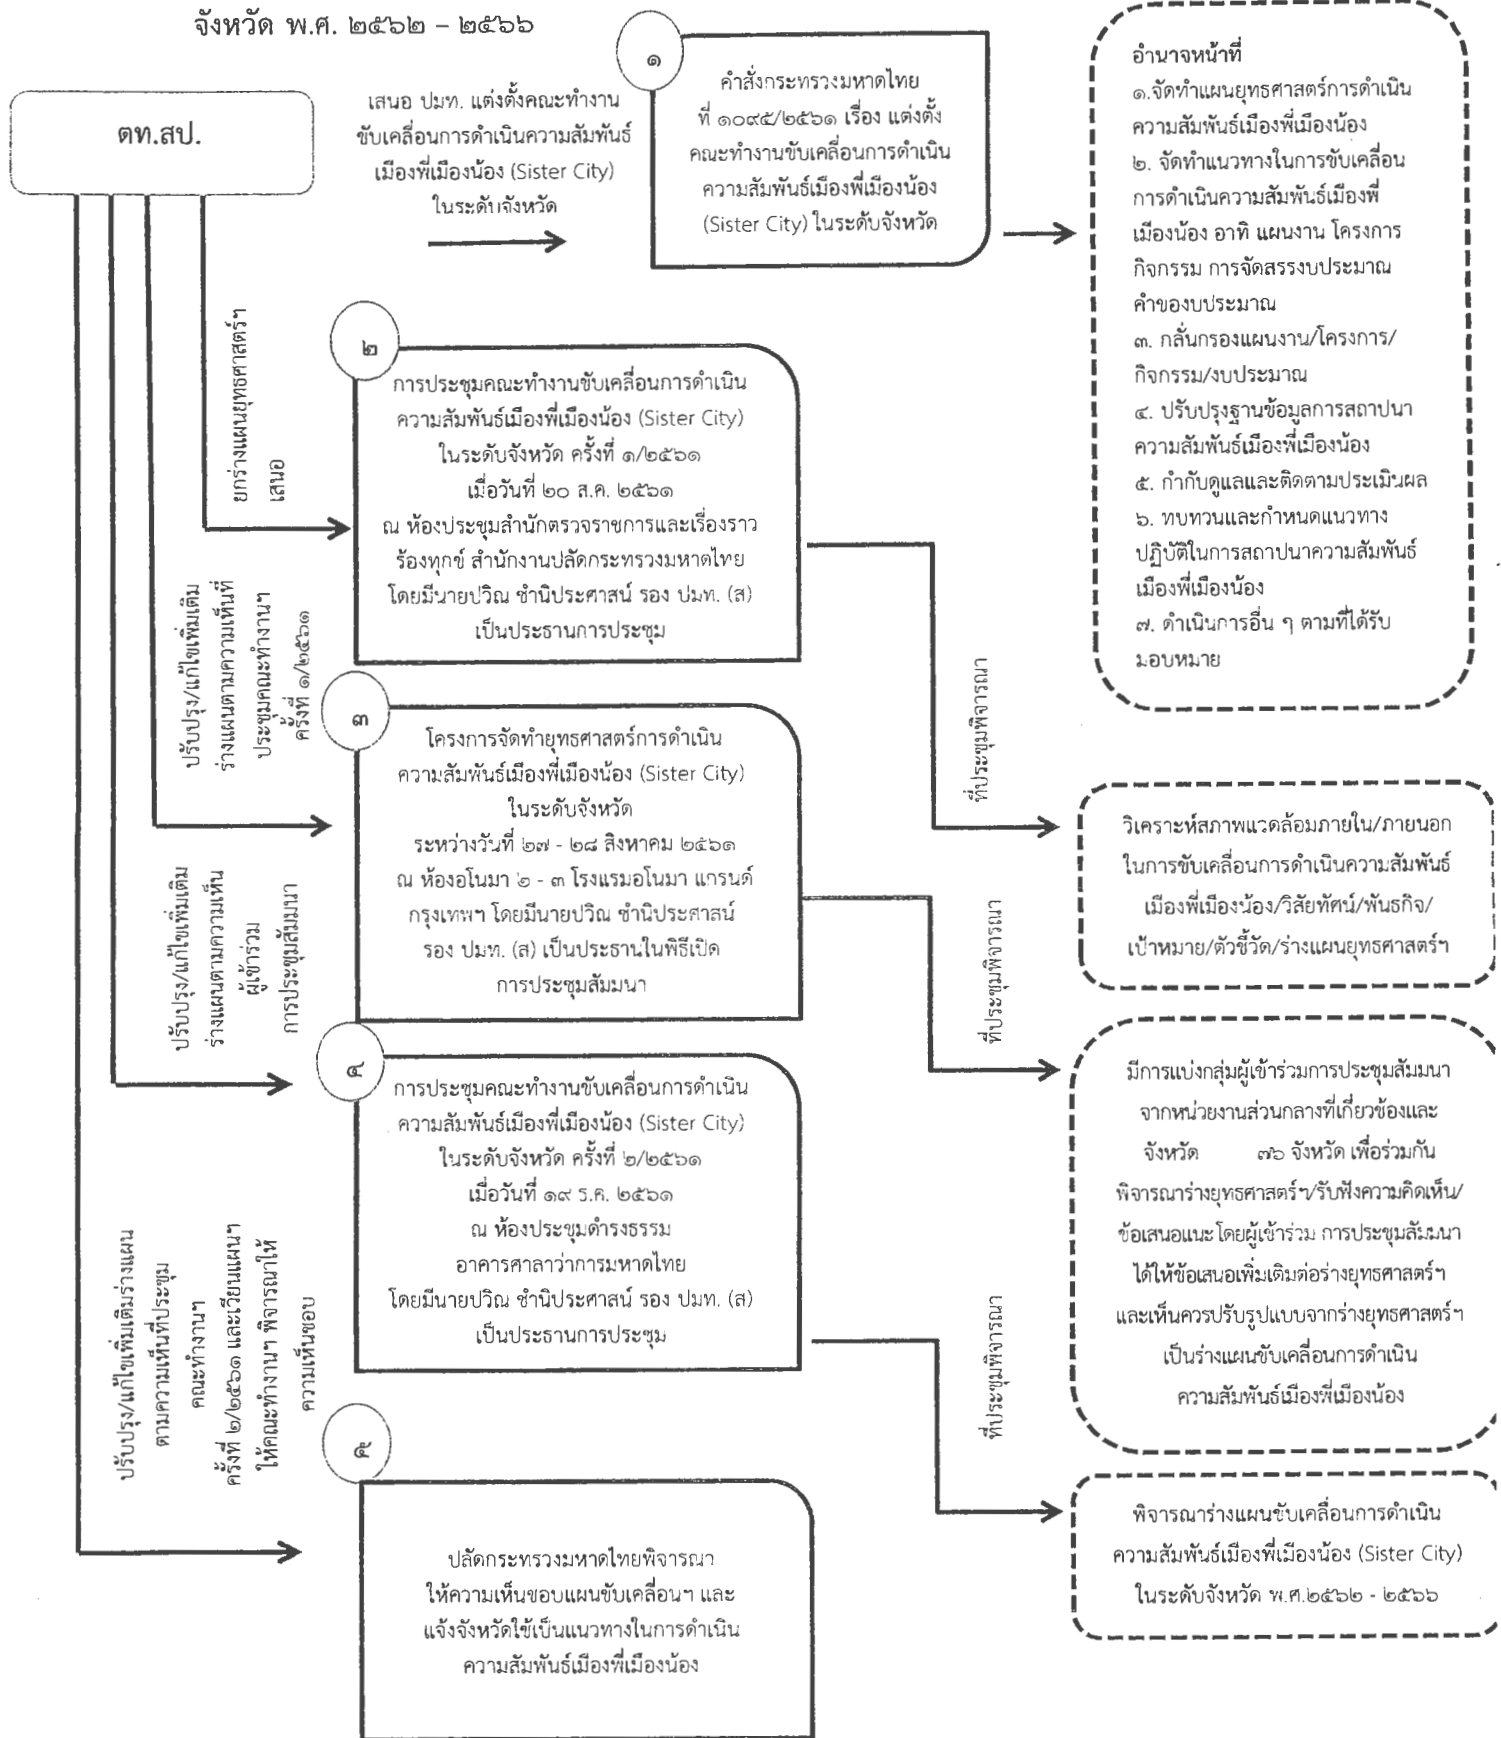 จังหวัด พ.ศ. ๒๕๖๒ – ๒๕๖๖
ตท.สป.
เสนอ ปมท. แต่งตั้งคณะทำงาน
ขับเคลื่อนการดำเนินความสัมพันธ์
เมืองพี่เมืองน้อง (Sister City)
ในระดับจังหวัด
๑
คำสั่งกระทรวงมหาดไทย
ที่ ๑๐๙๕/๒๕๖๑ เรื่อง แต่งตั้ง
คณะทำงานขับเคลื่อนการดำเนิน
ความสัมพันธ์เมืองพี่เมืองน้อง
(Sister City) ในระดับจังหวัด
อำนาจหน้าที่
๑.จัดทำแผนยุทธศาสตร์การดำเนิน
ความสัมพันธ์เมืองพี่เมืองน้อง
๒. จัดทำแนวทางในการขับเคลื่อน
การดำเนินความสัมพันธ์เมืองพี่
เมืองน้อง อาทิ แผนงาน โครงการ
กิจกรรม การจัดสรรงบประมาณ
คำของบประมาณ
๓. กลั่นกรองแผนงาน/โครงการ/
กิจกรรม/งบประมาณ
๔. ปรับปรุงฐานข้อมูลการสถาปนา
ความสัมพันธ์เมืองพี่เมืองน้อง
๕. กำกับดูแลและติดตามประเมินผล
๖. ทบทวนและกำหนดแนวทาง
ปฏิบัติในการสถาปนาความสัมพันธ์
เมืองพี่เมืองน้อง
๗. ดำเนินการอื่น ๆ ตามที่ได้รับ
มอบหมาย
ยกร่างแผนยุทธศาสตร์ฯ
เสนอ
๒
การประชุมคณะทำงานขับเคลื่อนการดำเนิน
ความสัมพันธ์เมืองพี่เมืองน้อง (Sister City)
ในระดับจังหวัด ครั้งที่ ๑/๒๕๖๑
เมื่อวันที่ ๒๐ ส.ค. ๒๕๖๑
ณ ห้องประชุมสำนักตรวจราชการและเรื่องราว
ร้องทุกข์ สำนักงานปลัดกระทรวงมหาดไทย
โดยมีนายปวิณ ชำนิประศาสน์ รอง ปมท. (ส)
เป็นประธานการประชุม
ที่ประชุมพิจารณา
วิเคราะห์สภาพแวดล้อมภายใน/ภายนอก
ในการขับเคลื่อนการดำเนินความสัมพันธ์
เมืองพี่เมืองน้อง/วิสัยทัศน์/พันธกิจ/
เป้าหมาย/ตัวชี้วัด/ร่างแผนยุทธศาสตร์ฯ
ปรับปรุง/แก้ไขเพิ่มเติม
ร่างแผนตามความเห็นที่
ประชุมคณะทำงานฯ
ครั้งที่ ๑/๒๕๖๑
๓
โครงการจัดทำยุทธศาสตร์การดำเนิน
ความสัมพันธ์เมืองพี่เมืองน้อง (Sister City)
ในระดับจังหวัด
ระหว่างวันที่ ๒๗ - ๒๘ สิงหาคม ๒๕๖๑
ณ ห้องอโนมา ๒ - ๓ โรงแรมอโนมา แกรนด์
กรุงเทพฯ โดยมีนายปวิณ ชำนิประศาสน์
รอง ปมท. (ส) เป็นประธานในพิธีเปิด
การประชุมสัมมนา
ที่ประชุมพิจารณา
มีการแบ่งกลุ่มผู้เข้าร่วมการประชุมสัมมนา
จากหน่วยงานส่วนกลางที่เกี่ยวข้องและ
จังหวัด ๗๖ จังหวัด เพื่อร่วมกัน
พิจารณาร่างยุทธศาสตร์ฯ/รับฟังความคิดเห็น/
ข้อเสนอแนะโดยผู้เข้าร่วม การประชุมสัมมนา
ได้ให้ข้อเสนอเพิ่มเติมต่อร่างยุทธศาสตร์ฯ
และเห็นควรปรับรูปแบบจากร่างยุทธศาสตร์ฯ
เป็นร่างแผนขับเคลื่อนการดำเนิน
ความสัมพันธ์เมืองพี่เมืองน้อง
ปรับปรุง/แก้ไขเพิ่มเติม
ร่างแผนตามความเห็น
ผู้เข้าร่วม
การประชุมสัมมนา
๔
การประชุมคณะทำงานขับเคลื่อนการดำเนิน
ความสัมพันธ์เมืองพี่เมืองน้อง (Sister City)
ในระดับจังหวัด ครั้งที่ ๒/๒๕๖๑
เมื่อวันที่ ๑๙ ธ.ค. ๒๕๖๑
ณ ห้องประชุมดำรงธรรม
อาคารศาลาว่าการมหาดไทย
โดยมีนายปวิณ ชำนิประศาสน์ รอง ปมท. (ส)
เป็นประธานการประชุม
ที่ประชุมพิจารณา
พิจารณาร่างแผนขับเคลื่อนการดำเนิน
ความสัมพันธ์เมืองพี่เมืองน้อง (Sister City)
ในระดับจังหวัด พ.ศ.๒๕๖๒ - ๒๕๖๖
ปรับปรุง/แก้ไขเพิ่มเติมร่างแผน
ตามความเห็นที่ประชุม
คณะทำงานฯ
ครั้งที่ ๒/๒๕๖๑ และเวียนแผนฯ
ให้คณะทำงานฯ พิจารณาให้
ความเห็นชอบ
๕
ปลัดกระทรวงมหาดไทยพิจารณา
ให้ความเห็นชอบแผนขับเคลื่อนฯ และ
แจ้งจังหวัดใช้เป็นแนวทางในการดำเนิน
ความสัมพันธ์เมืองพี่เมืองน้อง